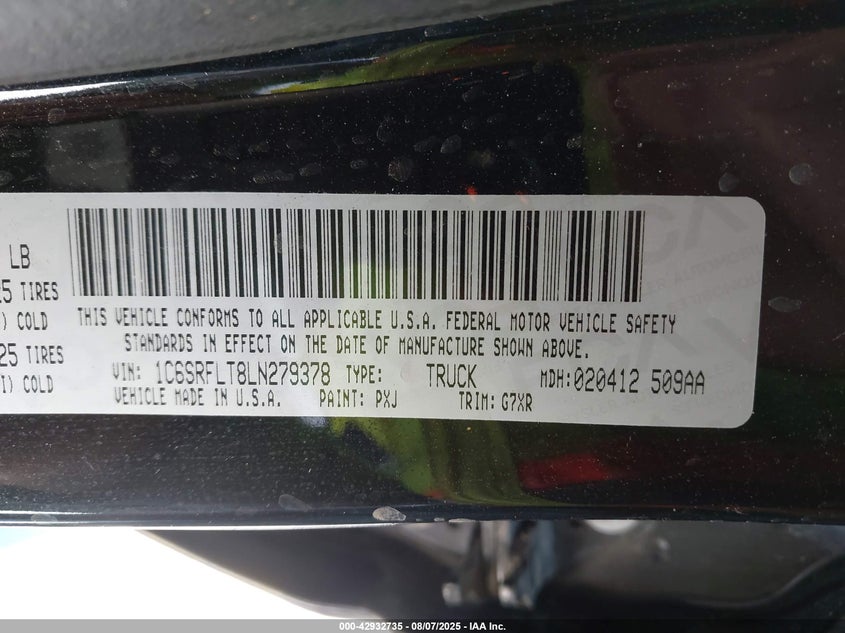 LB
25 TIRES
) COLD
THIS VEHICLE CONFORMS TO ALL APPLICABLE U.S.A. FEDERAL MOTOR VEHICLE SAFETY
STANDARDS IN EFFECT ON THE DATE OF MANUFACTURE SHOWN ABOVE.
25 TIRES
I) COLD
VIN: 1C6SRFLT8LN279378 TYPE: TRUCK MDH:020412 509AA
VEHICLE MADE IN U.S.A. PAINT: PXJ TRIM: G7XR
000-42932735 - 08/07/2025 - IAA Inc.